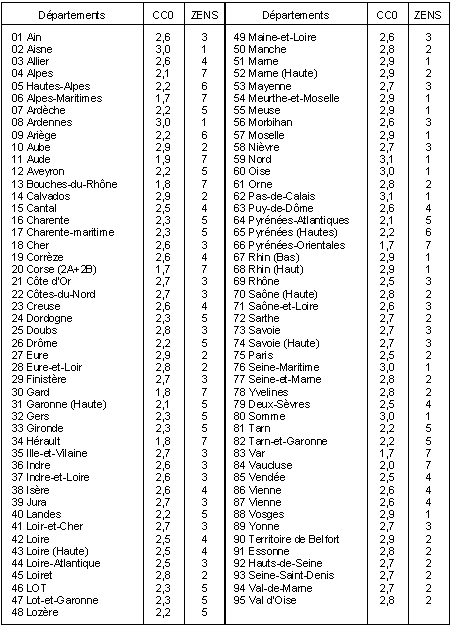 Départements CC0 ZENS
01 Ain 2,6 3
02 Aisne 3,0 1
03 Allier 2,6 4
04 Alpes 2,1 7
05 Hautes-Alpes 2,2 6
06 Alpes-Maritimes 1,7 7
07 Ardèche 2,2 5
08 Ardennes 3,0 1
09 Ariège 2,2 6
10 Aube 2,9 2
11 Aude 1,9 7
12 Aveyron 2,2 5
13 Bouches-du-Rhône 1,8 7
14 Calvados 2,9 2
15 Cantal 2,5 4
16 Charente 2,3 5
17 Charente-maritime 2,3 5
18 Cher 2,6 3
19 Corrèze 2,6 4
20 Corse (2A+2B) 1,7 7
21 Côte d'Or 2,7 3
22 Côtes-du-Nord 2,7 3
23 Creuse 2,6 4
24 Dordogne 2,3 5
25 Doubs 2,8 3
26 Drôme 2,2 5
27 Eure 2,9 2
28 Eure-et-Loir 2,8 2
29 Finistère 2,7 3
30 Gard 1,8 7
31 Garonne (Haute) 2,1 5
32 Gers 2,3 5
33 Gironde 2,3 5
34 Hérault 1,8 7
35 Ille-et-Vilaine 2,7 3
36 Indre 2,6 3
37 Indre-et-Loire 2,6 3
38 Isère 2,6 4
39 Jura 2,7 3
40 Landes 2,2 5
41 Loir-et-Cher 2,7 3
42 Loire 2,5 4
43 Loire (Haute) 2,5 4
44 Loire-Atlantique 2,5 3
45 Loiret 2,8 2
46 LOT 2,3 5
47 Lot-et-Garonne 2,3 5
48 Lozère 2,2 5
Départements CC0 ZENS
49 Maine-et-Loire 2,6 3
50 Manche 2,8 2
51 Marne 2,9 1
52 Marne (Haute) 2,9 2
53 Mayenne 2,7 3
54 Meurthe-et-Moselle 2,9 1
55 Meuse 2,9 1
56 Morbihan 2,6 3
57 Moselle 2,9 1
58 Nièvre 2,7 3
59 Nord 3,1 1
60 Oise 3,0 1
61 Orne 2,8 2
62 Pas-de-Calais 3,1 1
63 Puy-de-Dôme 2,6 4
64 Pyrénées-Atlantiques 2,1 5
65 Pyrénées (Hautes) 2,2 6
66 Pyrénées-Orientales 1,7 7
67 Rhin (Bas) 2,9 1
68 Rhin (Haut) 2,9 1
69 Rhône 2,5 3
70 Saône (Haute) 2,8 2
71 Saône-et-Loire 2,6 3
72 Sarthe 2,7 2
73 Savoie 2,7 3
74 Savoie (Haute) 2,7 3
75 Paris 2,5 2
76 Seine-Maritime 3,0 1
77 Seine-et-Marne 2,8 2
78 Yvelines 2,8 2
79 Deux-Sèvres 2,5 4
80 Somme 3,0 1
81 Tarn 2,2 5
82 Tarn-et-Garonne 2,2 5
83 Var 1,7 7
84 Vaucluse 2,0 7
85 Vendée 2,5 4
86 Vienne 2,6 4
87 Vienne 2,6 4
88 Vosges 2,9 1
89 Yonne 2,7 3
90 Territoire de Belfort 2,9 2
91 Essonne 2,8 2
92 Hauts-de-Seine 2,7 2
93 Seine-Saint-Denis 2,7 2
94 Val-de-Marne 2,7 2
95 Val d'Oise 2,8 2